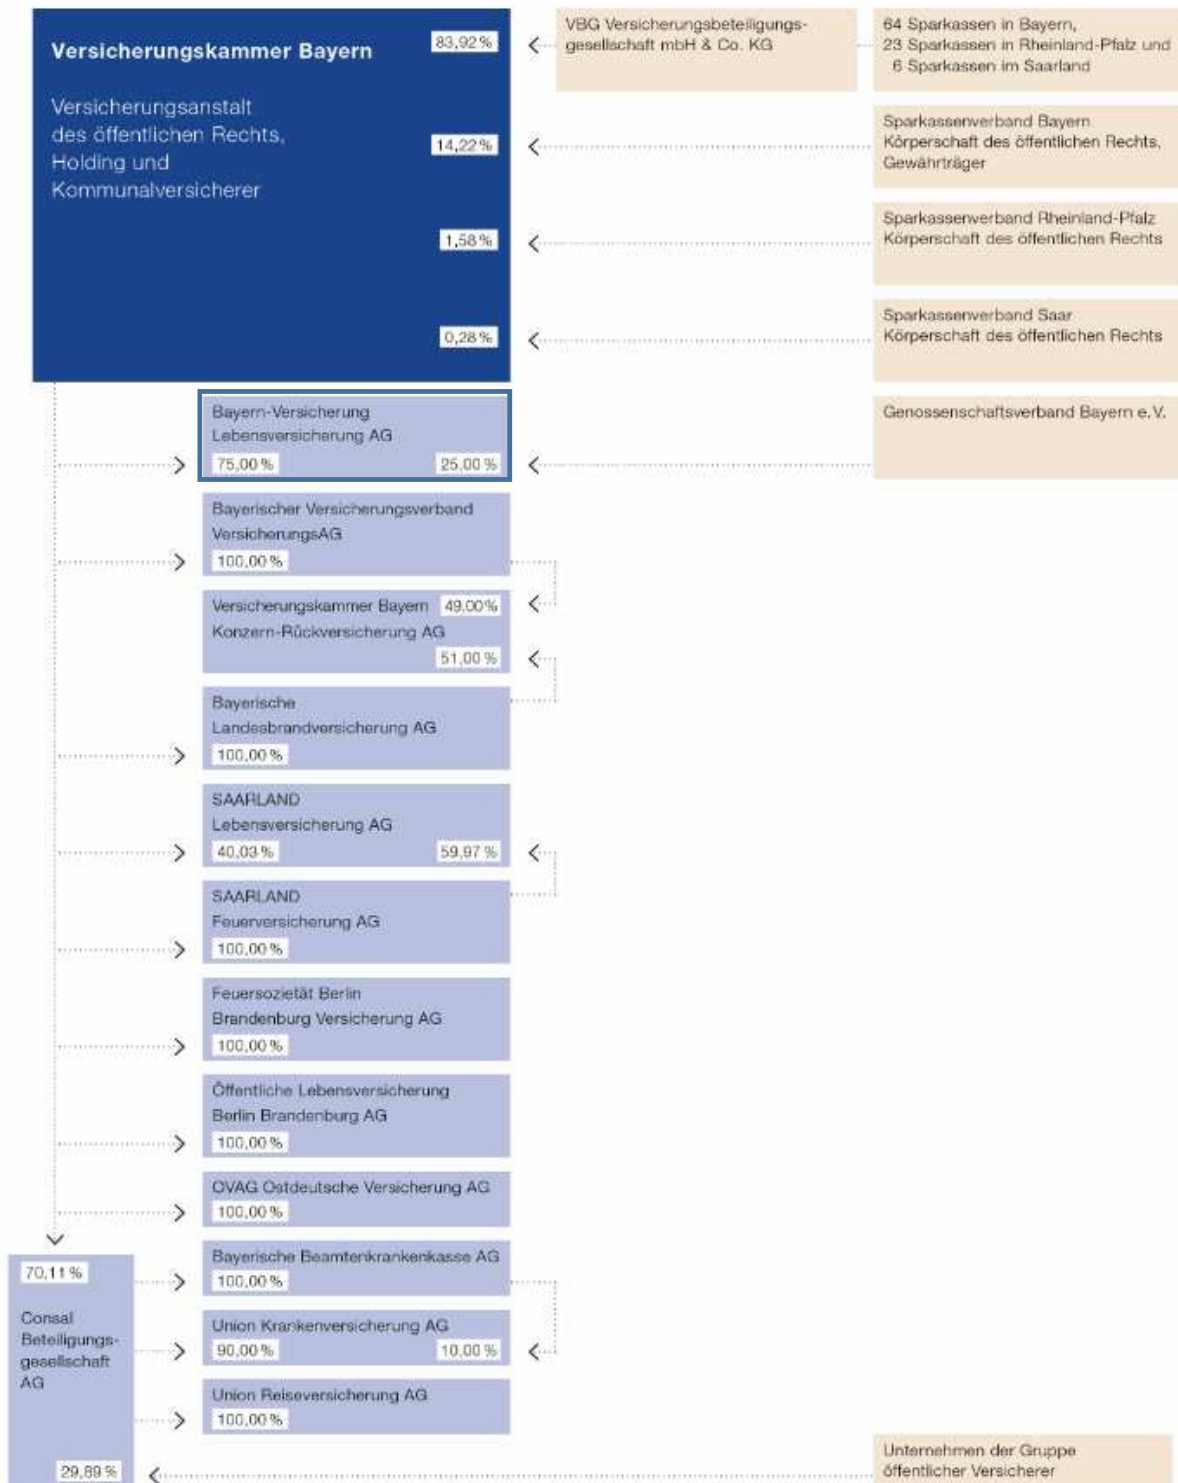 Versicherungskammer Bayern
Versicherungsanstalt
des öffentlichen Rechts,
Holding und
Kommunalversicherer
83,92 %
14,22 %
1,58 %
0,28 %
VBG Versicherungsbeteiligungs-
gesellschaft mbH & Co. KG
64 Sparkassen in Bayern,
23 Sparkassen in Rheinland-Pfalz und
6 Sparkassen im Saarland
Sparkassenverband Bayern
Körperschaft des öffentlichen Rechts,
Gewährträger
Sparkassenverband Rheinland-Pfalz
Körperschaft des öffentlichen Rechts
Sparkassenverband Saar
Körperschaft des öffentlichen Rechts
Bayern-Versicherung
Lebensversicherung AG
75,00 % 25,00 %
Genossenschaftsverband Bayern e. V.
Bayerischer Versicherungsverband
VersicherungsAG
100,00 %
Versicherungskammer Bayern 49,00 %
Konzern-Rückversicherung AG
51,00 %
Bayerische
Landesbrandversicherung AG
100,00 %
SAARLAND
Lebensversicherung AG
40,03 % 59,97 %
SAARLAND
Feuerversicherung AG
100,00 %
Feuersozietät Berlin
Brandenburg Versicherung AG
100,00 %
Öffentliche Lebensversicherung
Berlin Brandenburg AG
100,00 %
OVAG Ostdeutsche Versicherung AG
100,00 %
70,11 %
Consal
Beteiligungs-
gesellschaft
AG
29,89 %
Bayerische Beamtenkrankenkasse AG
100,00 %
Union Krankenversicherung AG
90,00 % 10,00 %
Union Reiseversicherung AG
100,00 %
Unternehmen der Gruppe
öffentlicher Versicherer